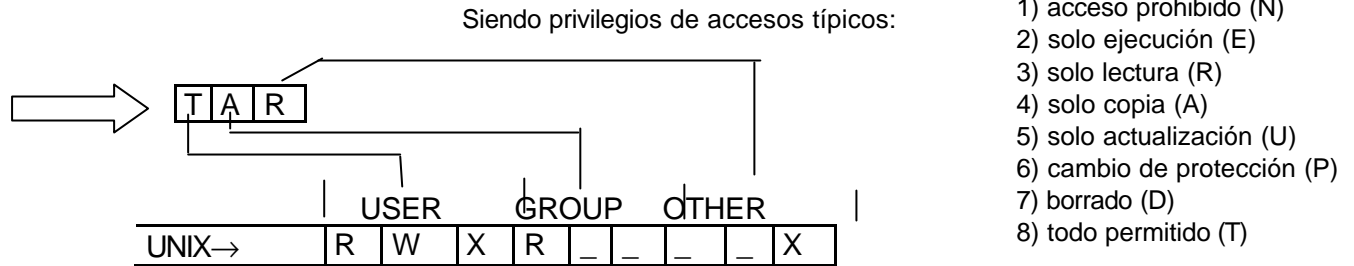 Siendo privilegios de accesos típicos:
1) acceso prohibido (N)
2) solo ejecución (E)
3) solo lectura (R)
4) solo copia (A)
5) solo actualización (U)
6) cambio de protección (P)
7) borrado (D)
8) todo permitido (T)
T A R
USER GROUP OTHER
UNIX→ R W X R _ _ _ _ X